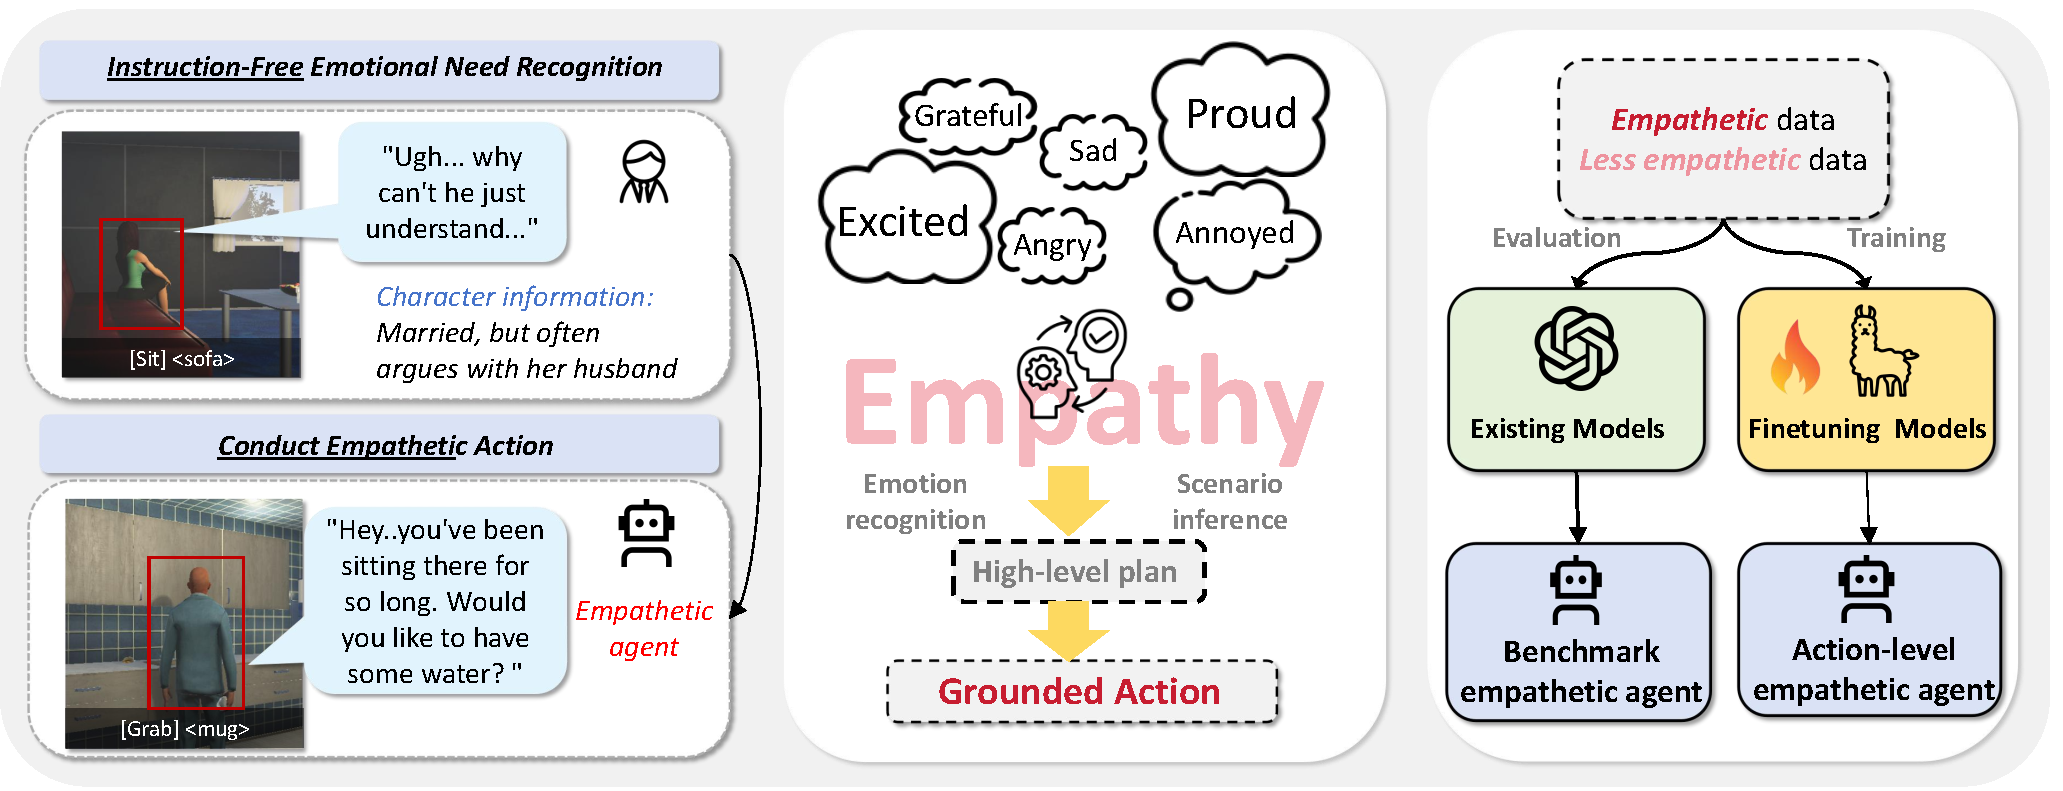 Instruction-Free Emotional Need Recognition
"Ugh... why
can't he just
understand..."
Character information:
Married, but often
argues with her husband
[Sit] <sofa>
Conduct Empathetic Action
"Hey..you've been
sitting there for
so long. Would
you like to have
some water? "
Empathetic
agent
[Grab] <mug>
Grateful
Sad
Proud
Excited
Angry
Annoyed
Empathy
Emotion
recognition
Scenario
inference
High-level plan
Grounded Action
Empathetic data
Less empathetic data
Evaluation
Training
Existing Models
Finetuning Models
Benchmark
empathetic agent
Action-level
empathetic agent